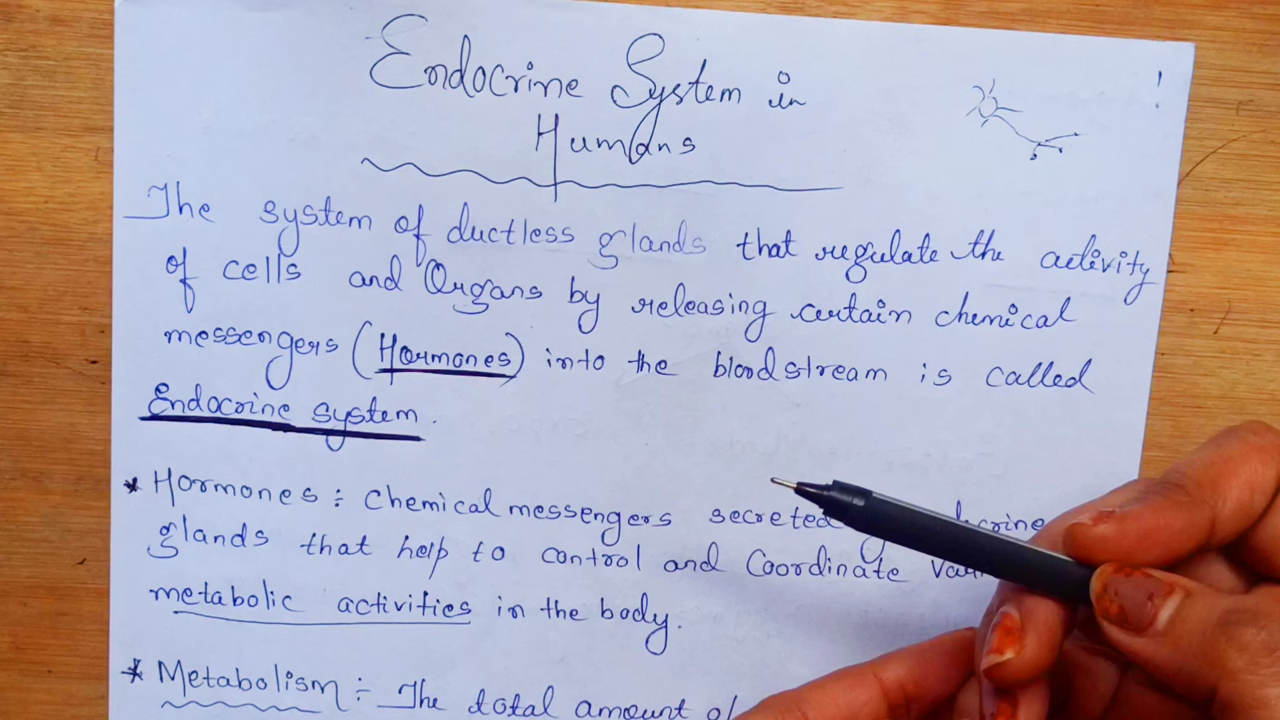 Endocrine System in
Humans
The system of ductless glands that regulate the activity
of cells and Organs by releasing certain chemical
messengers (Hormones) into the bloodstream is called
Endocrine system.
* Hormones : Chemical messengers secreted
glands that help to control and Coordinate
metabolic activities in the body.
* Metabolism :- The total amount